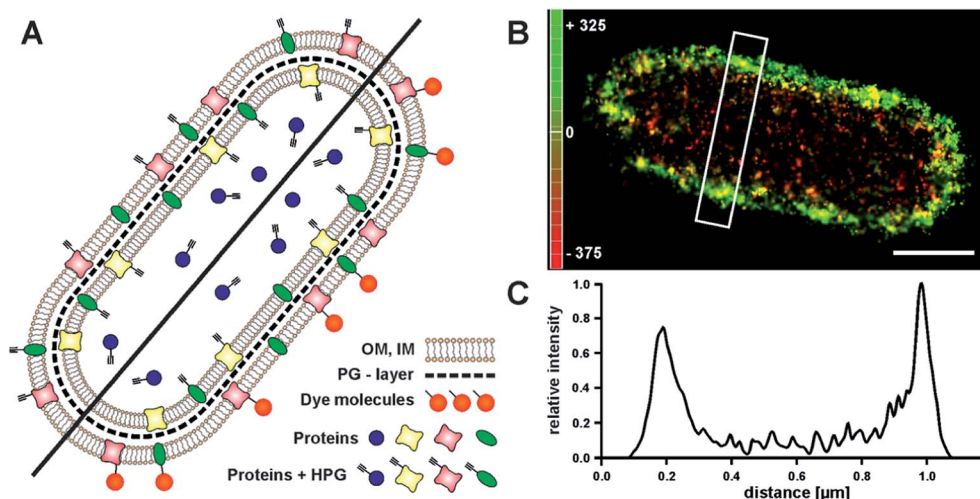 A
OM, IM
PG - layer
Dye molecules
Proteins
Proteins + HPG
B
+ 325
0
- 375
C
relative intensity
1.0
0.8
0.6
0.4
0.2
0.0
0.0 0.2 0.4 0.6 0.8 1.0
distance [µm]